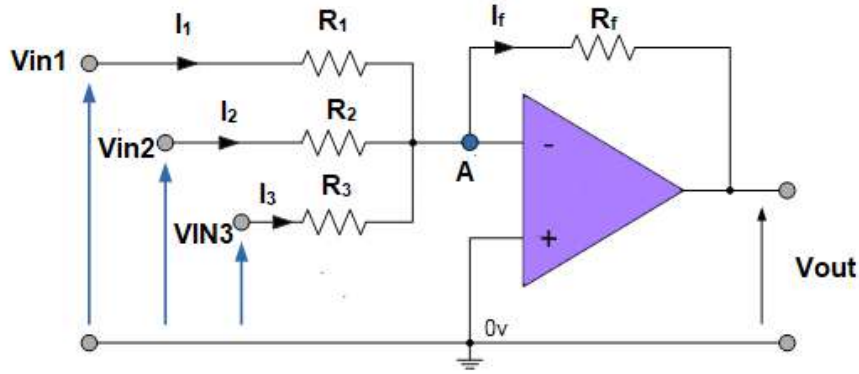 I1 R1 If Rf
Vin1
I2 R2
Vin2 -
A
I3 R3
VIN3 +
Vout
0v